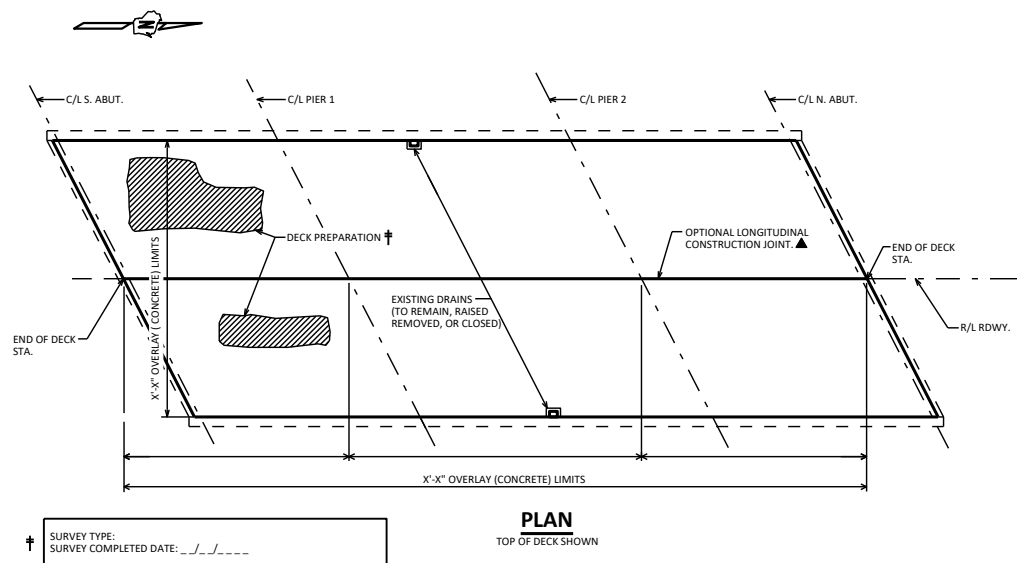 N
C/L S. ABUT.
C/L PIER 1
C/L PIER 2
C/L N. ABUT.
DECK PREPARATION ‡
OPTIONAL LONGITUDINAL
CONSTRUCTION JOINT. ▲
END OF DECK
STA.
X'-X" OVERLAY (CONCRETE) LIMITS
EXISTING DRAINS
(TO REMAIN, RAISED
REMOVED, OR CLOSED)
END OF DECK
STA.
R/L RDWY.
X'-X" OVERLAY (CONCRETE) LIMITS
PLAN
TOP OF DECK SHOWN
‡ SURVEY TYPE:
SURVEY COMPLETED DATE: _ _/_ _/_ _ _ _